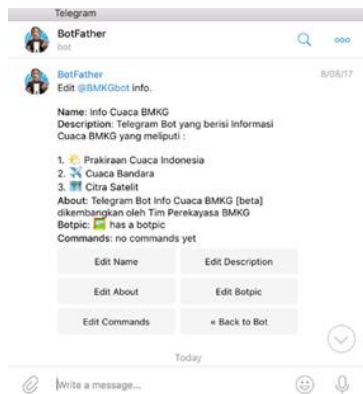 Telegram
BotFather
bot
BotFather 8/08/17
Edit @BMKGbot info.
Name: Info Cuaca BMKG
Description: Telegram Bot yang berisi Informasi
Cuaca BMKG yang meliputi :
1. Prakiraan Cuaca Indonesia
2. Cuaca Bandara
3. Citra Satelit
About: Telegram Bot Info Cuaca BMKG [beta]
dikembangkan oleh Tim Perekayasa BMKG
Botpic: has a botpic
Commands: no commands yet
Edit Name Edit Description
Edit About Edit Botpic
Edit Commands « Back to Bot
Today
Write a message...